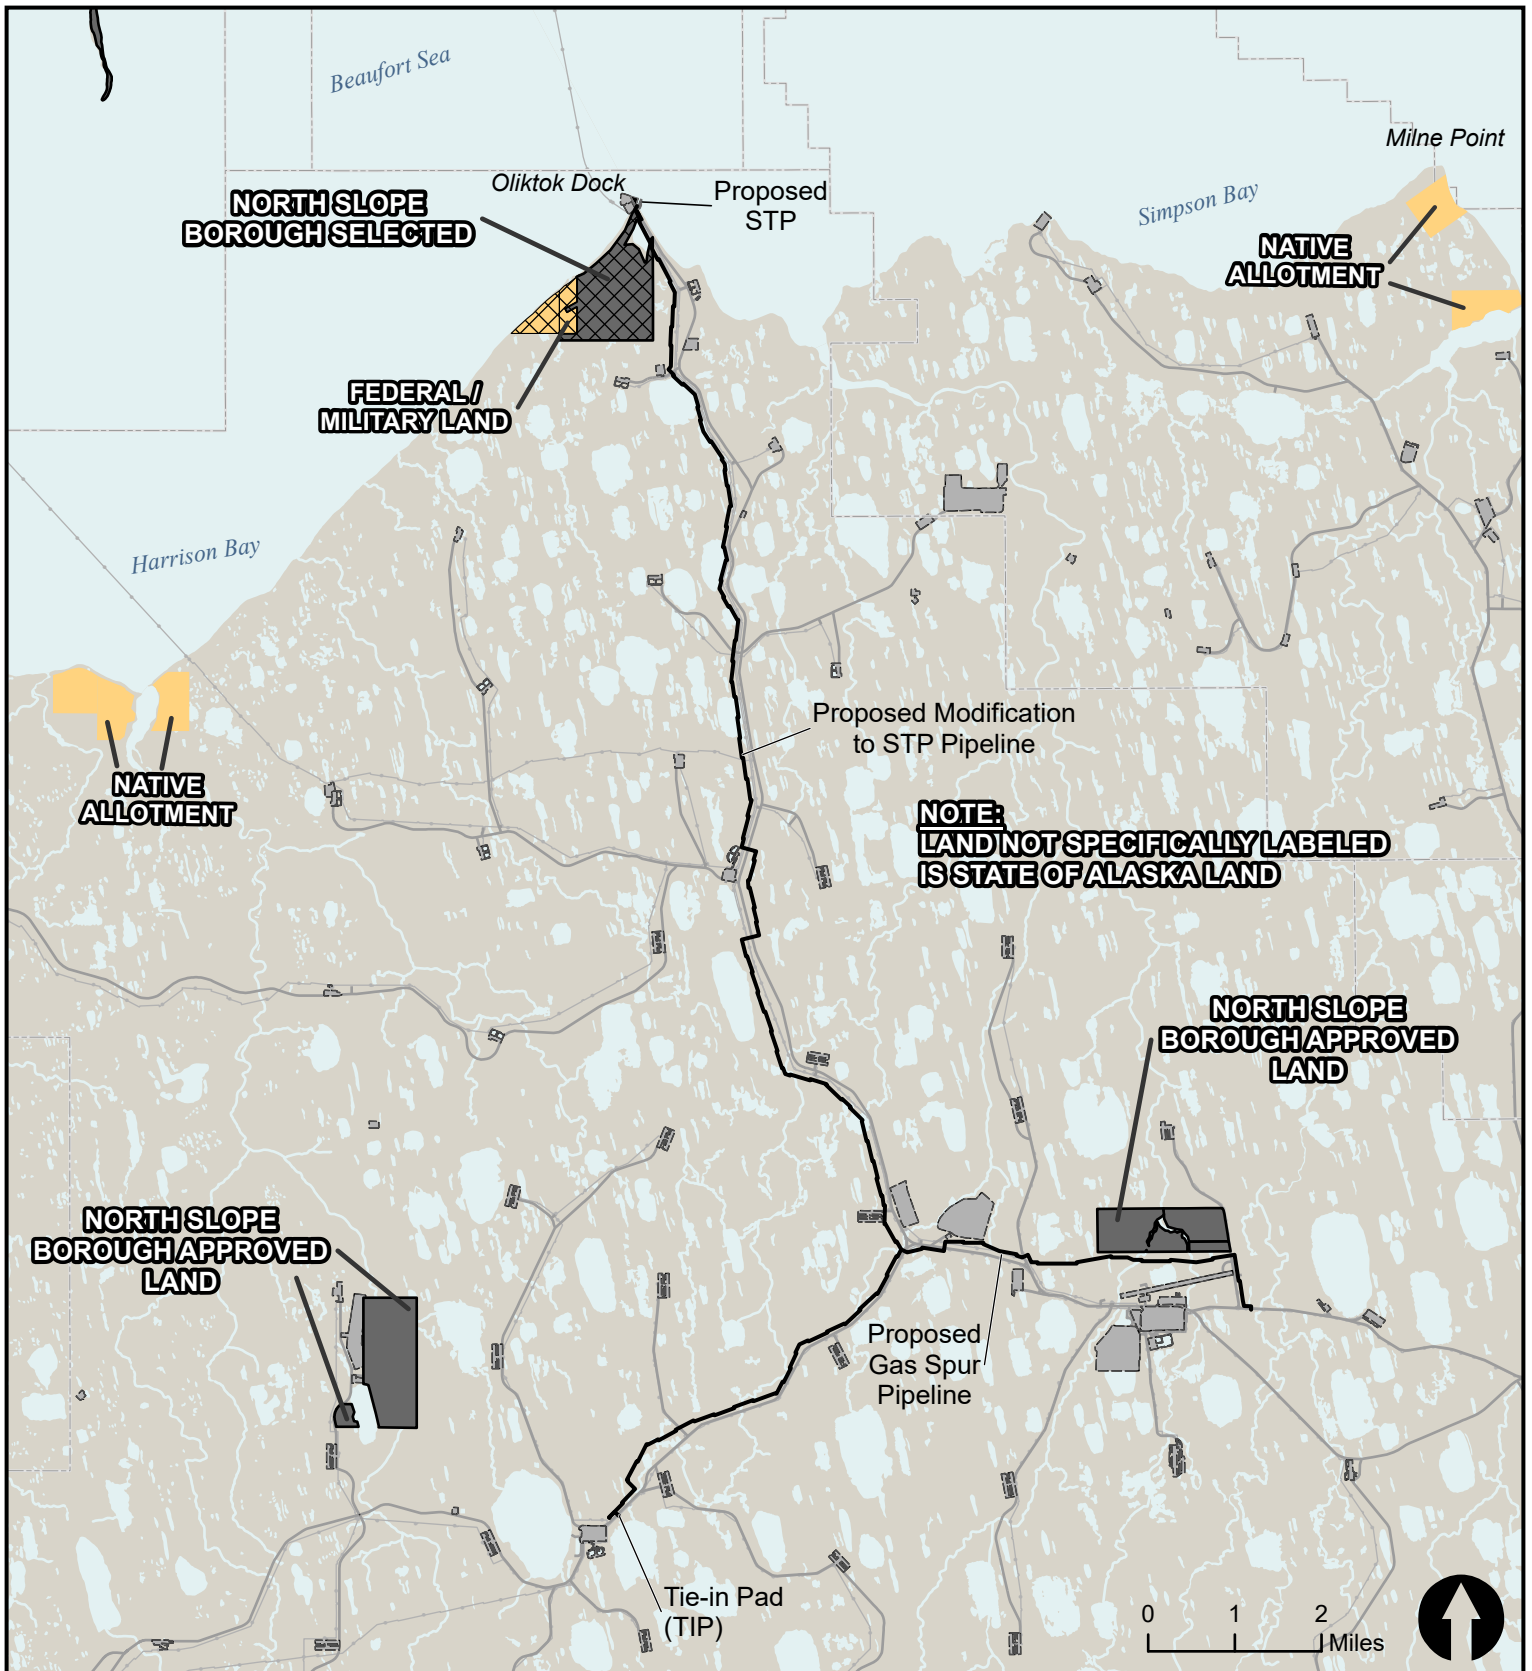 Beaufort Sea
Milne Point
Oliktok Dock
Proposed
STP
NORTH SLOPE
BOROUGH SELECTED
Simpson Bay
NATIVE
ALLOTMENT
FEDERAL /
MILITARY LAND
Harrison Bay
Proposed Modification
to STP Pipeline
NATIVE
ALLOTMENT
NOTE:
LAND NOT SPECIFICALLY LABELED
IS STATE OF ALASKA LAND
NORTH SLOPE
BOROUGH APPROVED
LAND
NORTH SLOPE
BOROUGH APPROVED
LAND
Proposed
Gas Spur
Pipeline
Tie-in Pad
(TIP)
0 1 2
Miles